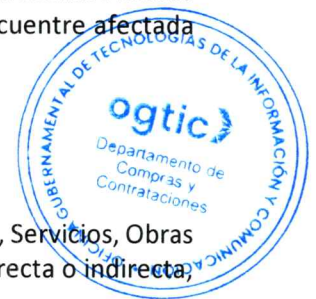 cuentre afectada
OFICINA GUBERNAMENTAL DE TECNOLOGÍAS DE LA INFORMACIÓN Y COMUNICACIÓN
ogtic
Departamento de
Compras y
Contrataciones
, Servicios, Obras
recta o indirecta,